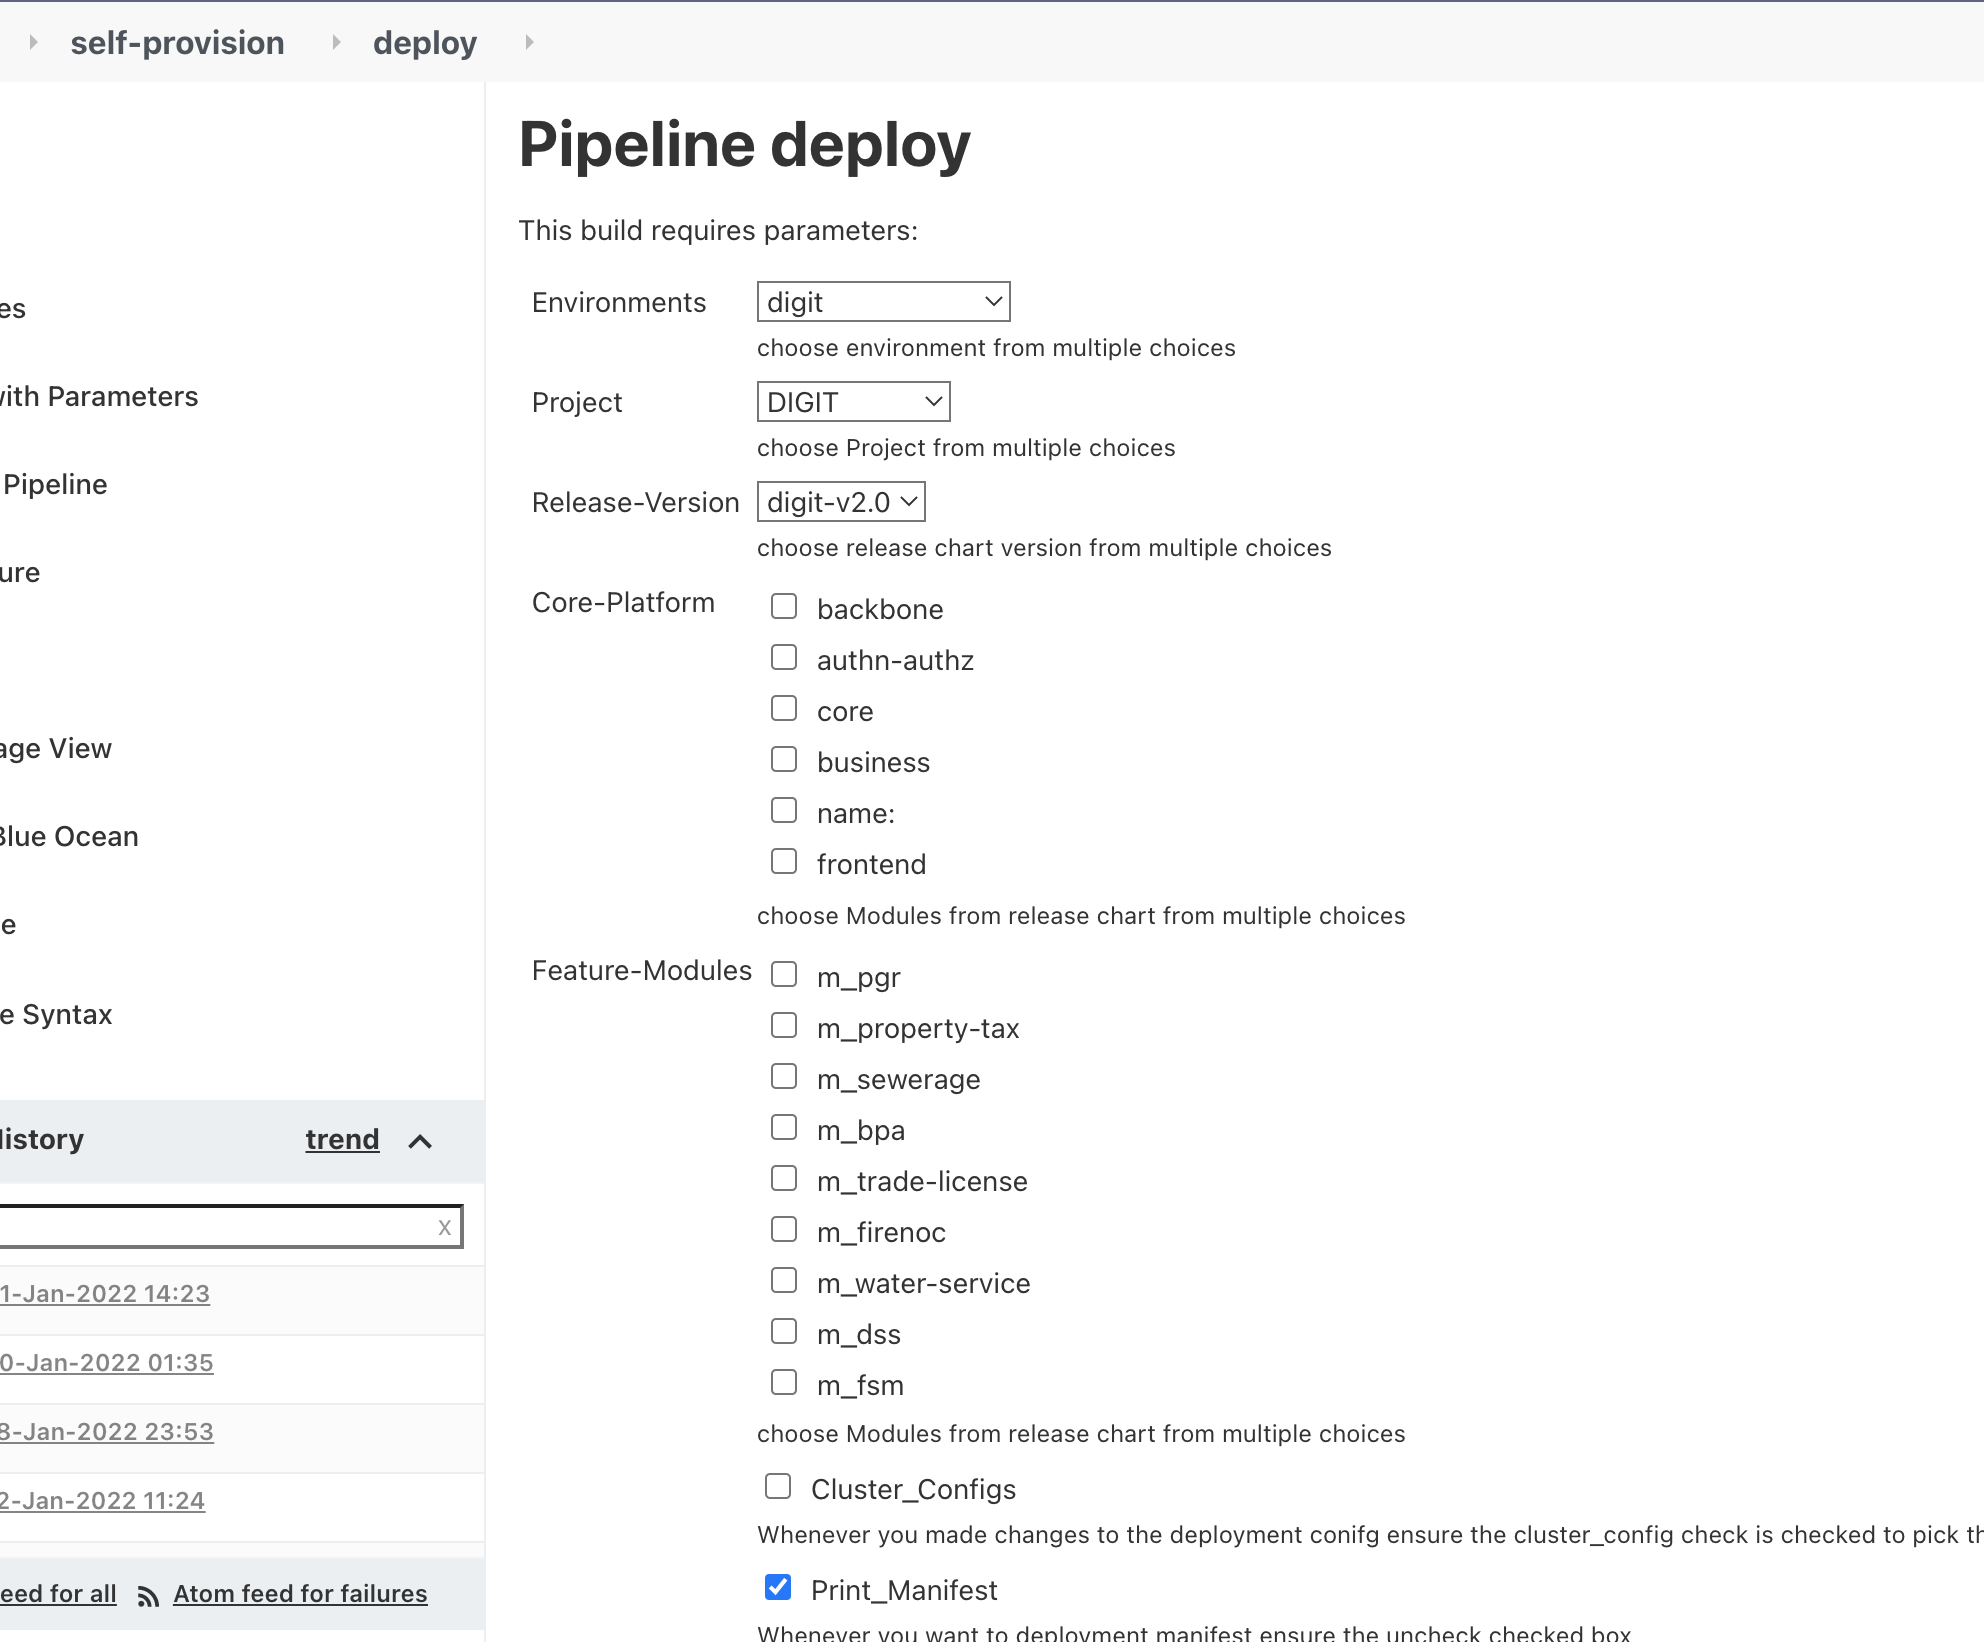 self-provision deploy
Pipeline deploy
This build requires parameters:
Environments digit
choose environment from multiple choices
Project DIGIT
choose Project from multiple choices
Release-Version digit-v2.0
choose release chart version from multiple choices
Core-Platform backbone
authn-authz
core
business
name:
frontend
choose Modules from release chart from multiple choices
Feature-Modules m_pgr
m_property-tax
m_sewerage
m_bpa
m_trade-license
m_firenoc
m_water-service
m_dss
m_fsm
choose Modules from release chart from multiple choices
Cluster_Configs
Whenever you made changes to the deployment conifg ensure the cluster_config check is checked to pick th
Print_Manifest
Whenever you want to deployment manifest ensure the uncheck checked box
es
with Parameters
Pipeline
ure
age View
Blue Ocean
e
e Syntax
History trend
x
1-Jan-2022 14:23
0-Jan-2022 01:35
8-Jan-2022 23:53
2-Jan-2022 11:24
eed for all Atom feed for failures